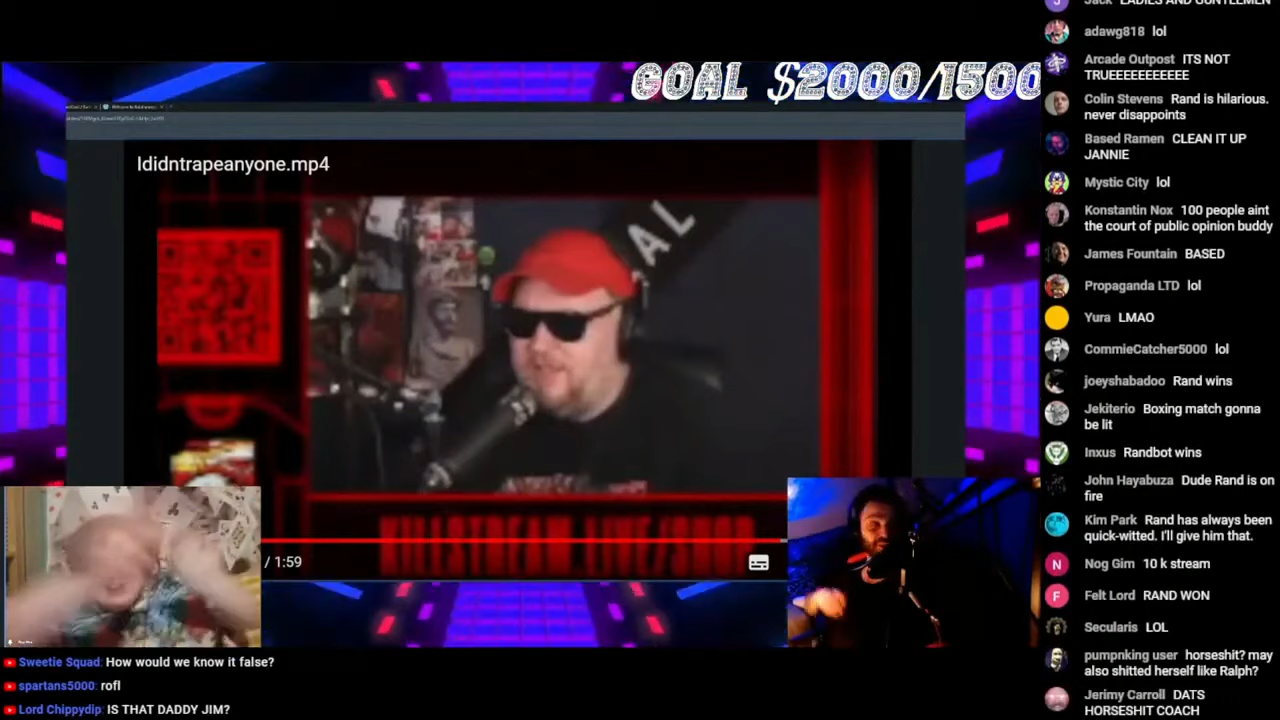 Jack LADIES AND GUNTLEMEN
GOAL $2000/1500
adawg818 lol
Arcade Outpost ITS NOT
TRUEEEEEEEEEEE
Colin Stevens Rand is hilarious.
never disappoints
Based Ramen CLEAN IT UP
JANNIE
Mystic City lol
Konstantin Nox 100 people aint
the court of public opinion buddy
James Fountain BASED
Propaganda LTD lol
Yura LMAO
CommieCatcher5000 lol
joeyshabadoo Rand wins
Jekiterio Boxing match gonna
be lit
Inxus Randbot wins
John Hayabuza Dude Rand is on
fire
Kim Park Rand has always been
quick-witted. I'll give him that.
N
Nog Gim 10 k stream
F
Felt Lord RAND WON
Secularis LOL
pumpnking user horseshit? may
also shitted herself like Ralph?
Jerimy Carroll DATS
HORSESHIT COACH
Ididntrapeanyone.mp4
AL
/ 1:59
Sweetie Squad: How would we know it false?
spartans5000: rofl
Lord Chippydip: IS THAT DADDY JIM?